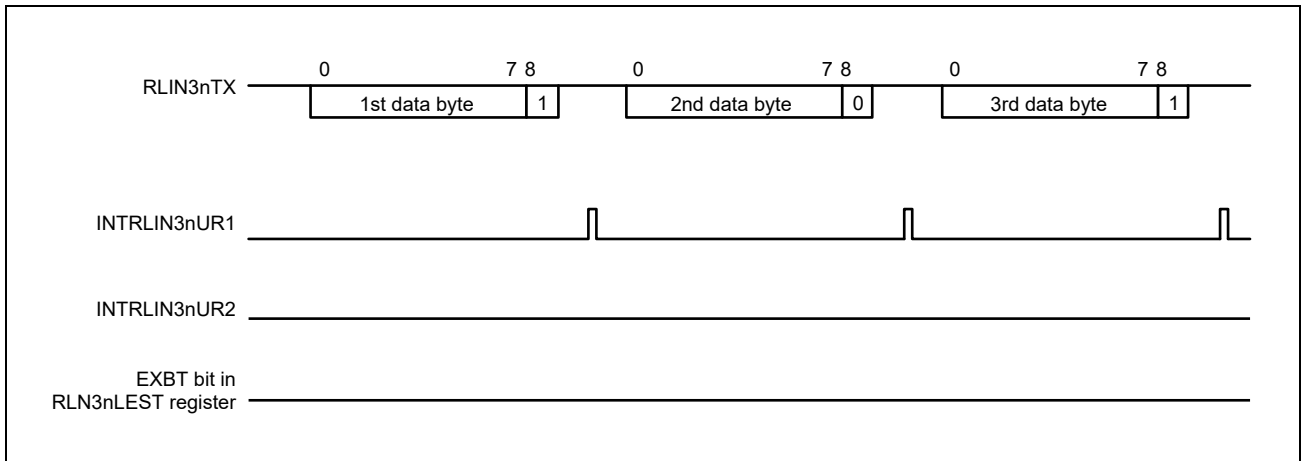 0 7 8 0 7 8 0 7 8
RLIN3nTX
1st data byte 1 2nd data byte 0 3rd data byte 1
INTRLIN3nUR1
INTRLIN3nUR2
EXBT bit in
RLN3nLEST register